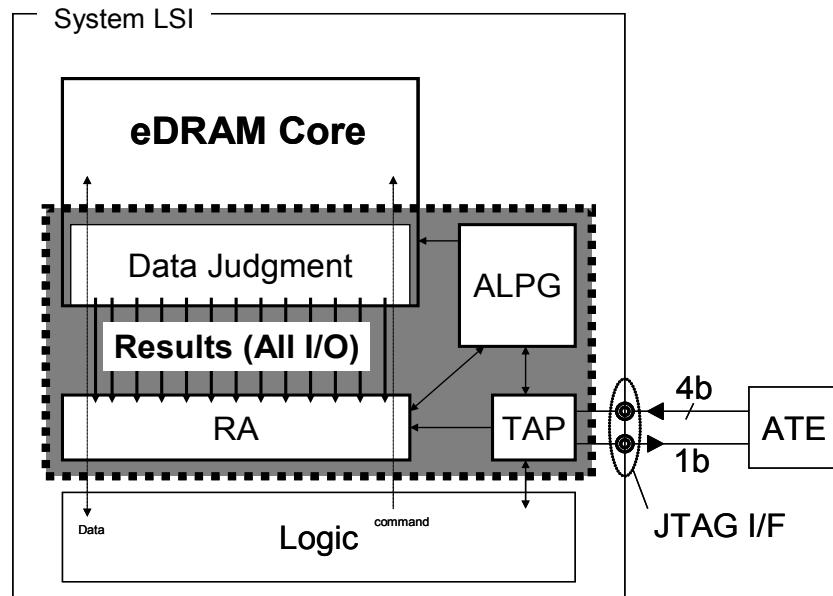 System LSI
eDRAM Core
Data Judgment
ALPG
Results (All I/O)
RA
TAP
4b
1b
ATE
JTAG I/F
Data
command
Logic